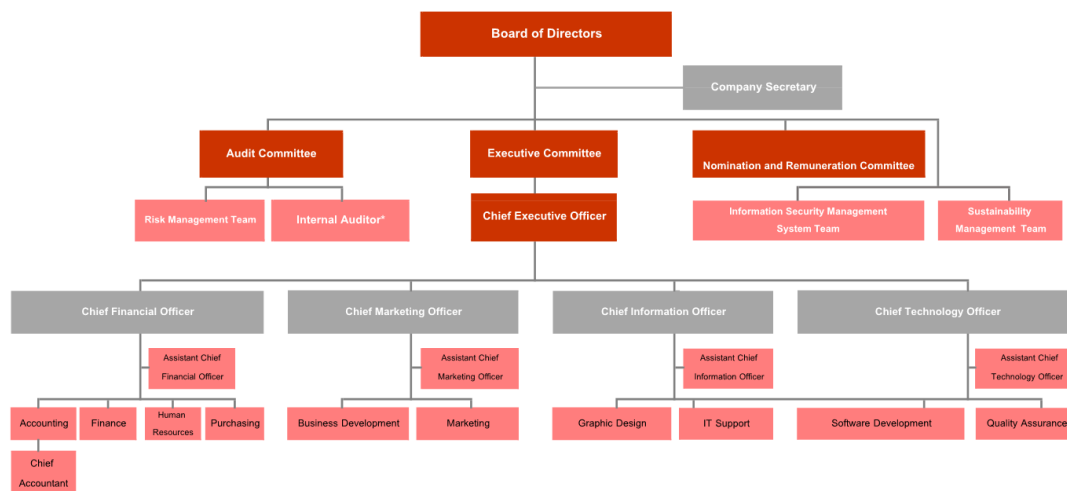 Board of Directors
Company Secretary
Audit Committee
Executive Committee
Nomination and Remuneration Committee
Risk Management Team
Internal Auditor*
Chief Executive Officer
Information Security Management
System Team
Sustainability
Management Team
Chief Financial Officer
Chief Marketing Officer
Chief Information Officer
Chief Technology Officer
Assistant Chief
Financial Officer
Assistant Chief
Marketing Officer
Assistant Chief
Information Officer
Assistant Chief
Technology Officer
Accounting
Finance
Human
Resources
Purchasing
Business Development
Marketing
Graphic Design
IT Support
Software Development
Quality Assurance
Chief
Accountant